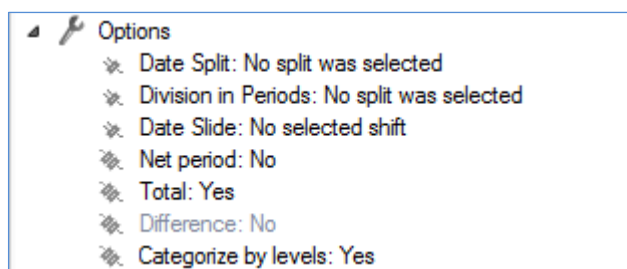 Options
Date Split: No split was selected
Division in Periods: No split was selected
Date Slide: No selected shift
Net period: No
Total: Yes
Difference: No
Categorize by levels: Yes